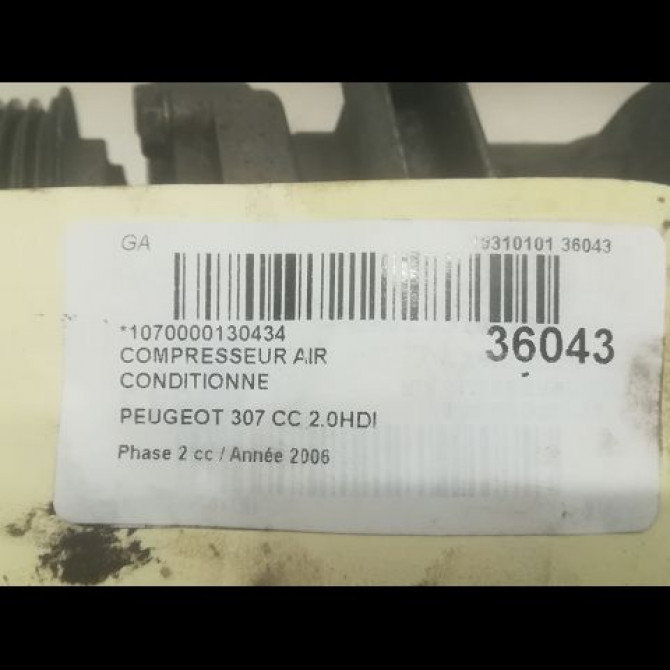 GA
9310101 36043
*1070000130434
36043
COMPRESSEUR AIR
CONDITIONNE
PEUGEOT 307 CC 2.0HDI
Phase 2 cc / Année 2006